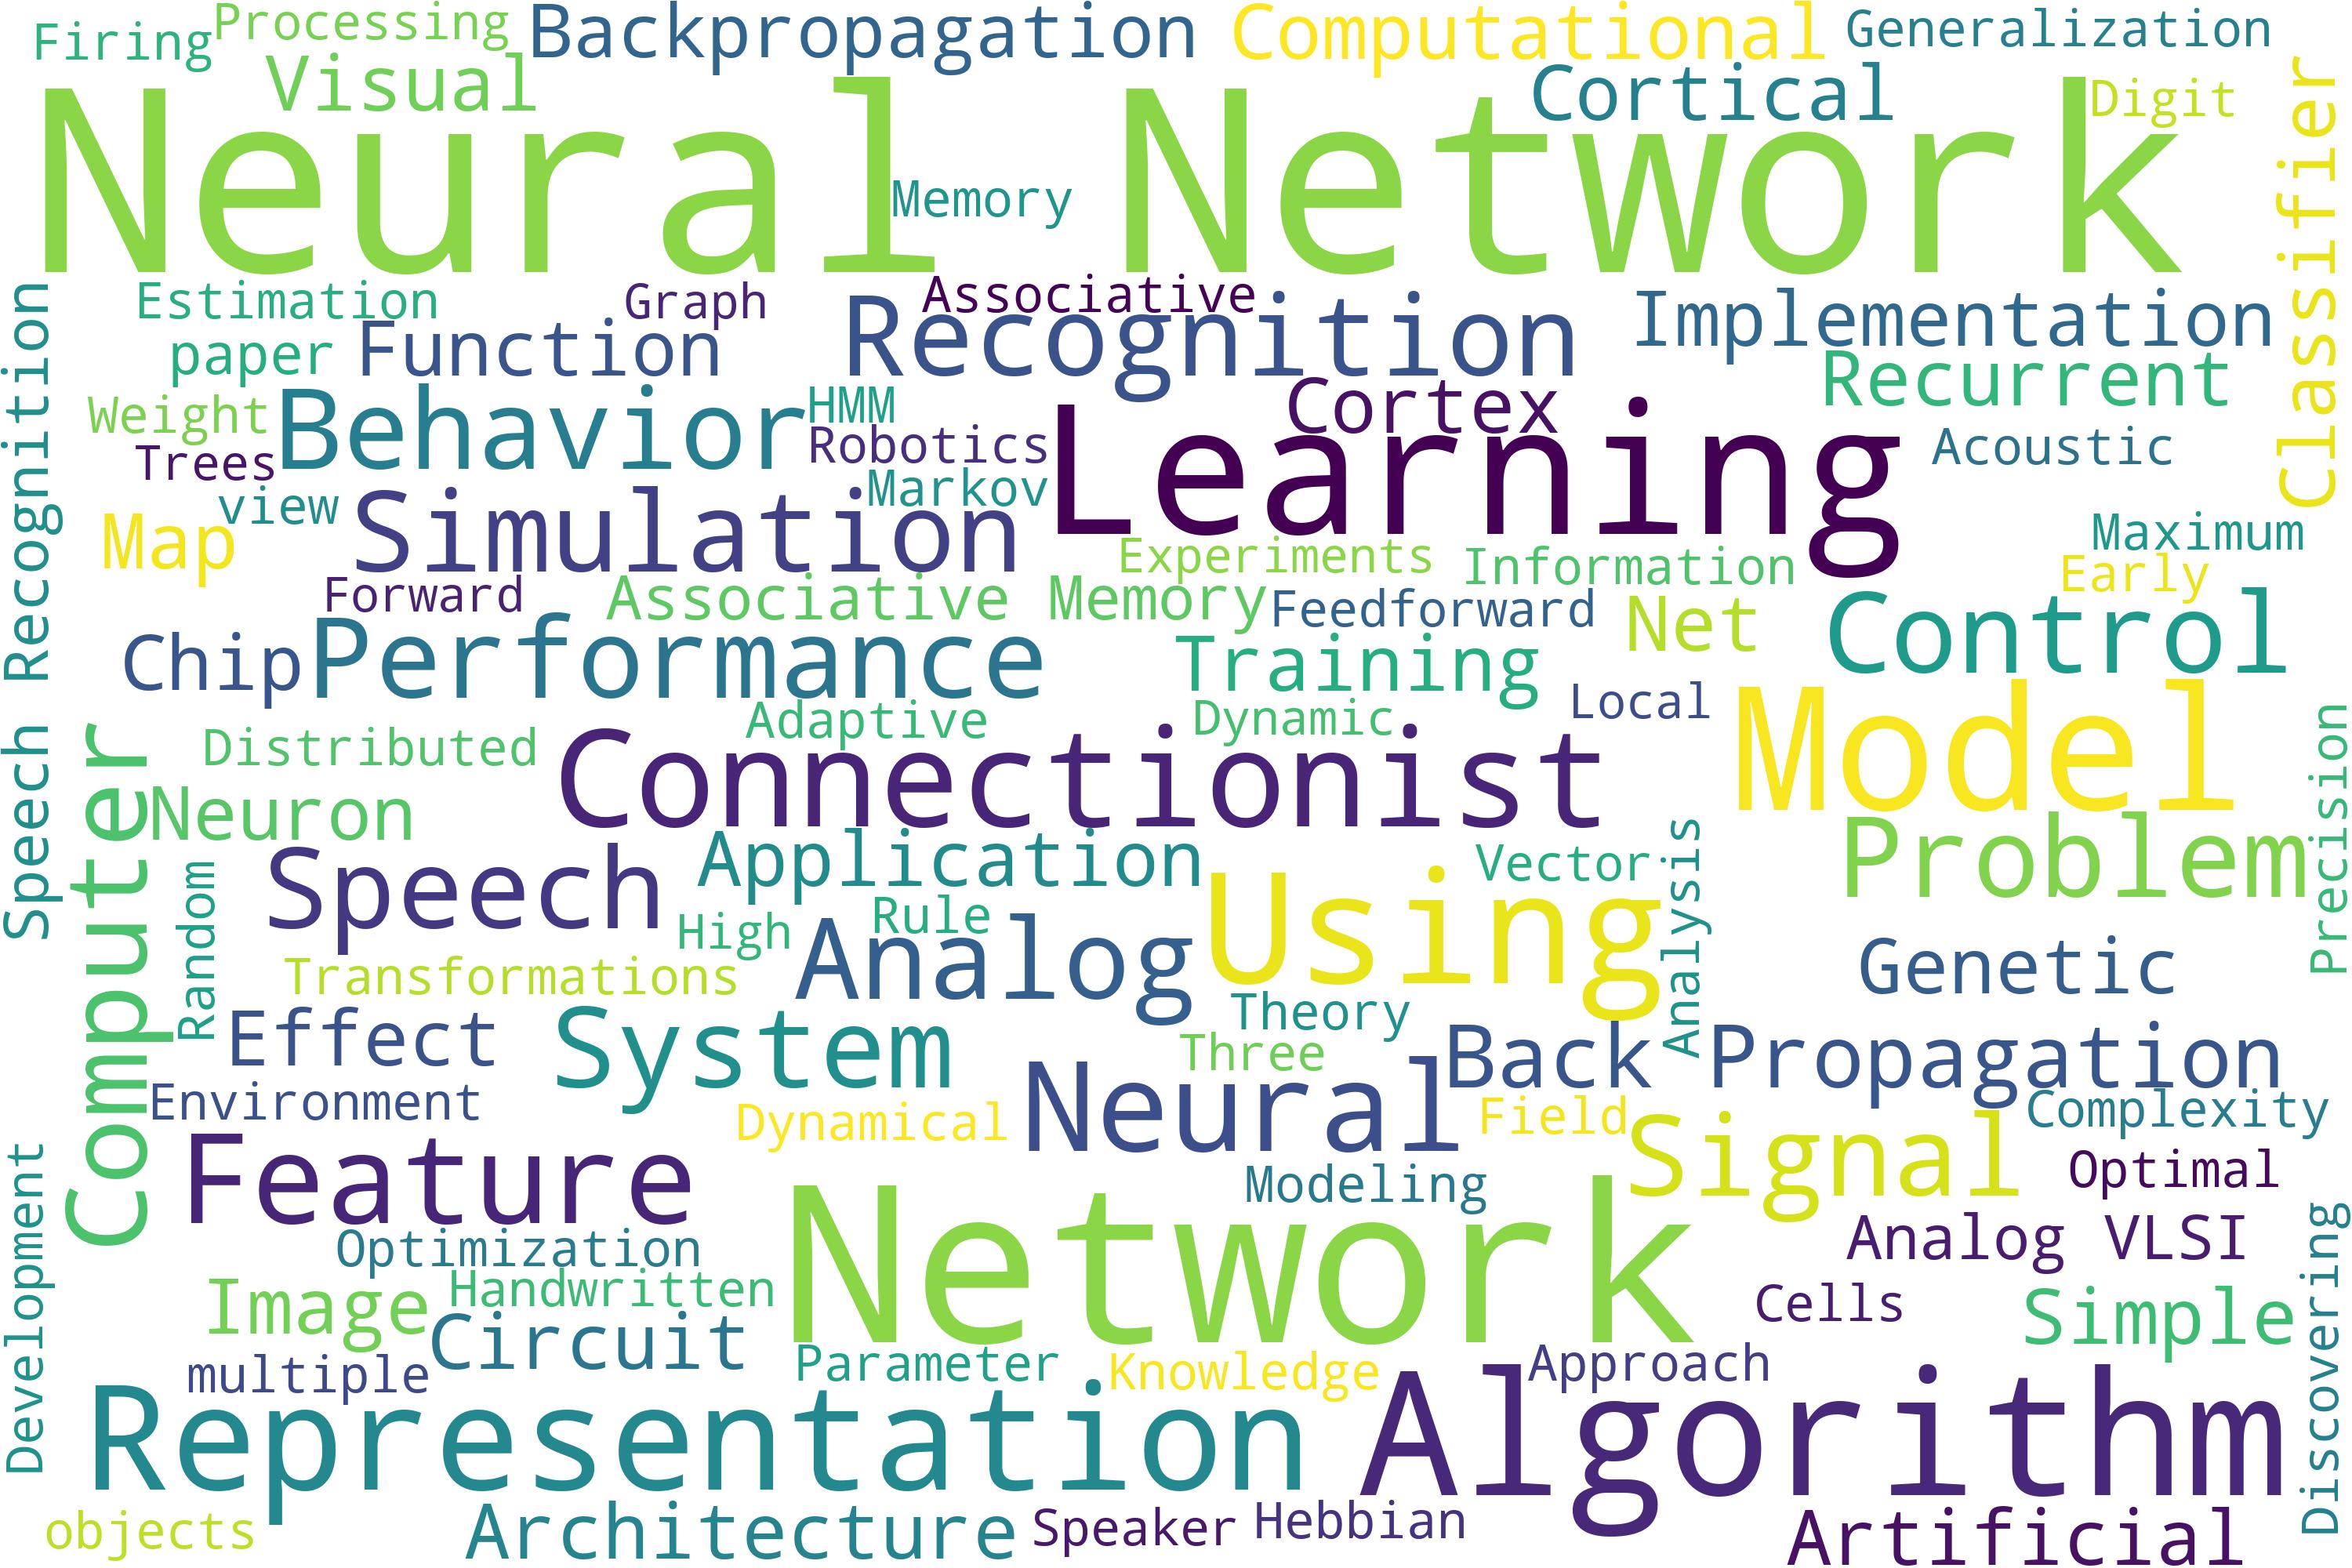 Firing
Processing
Backpropagation
Computational
Generalization
Visual
Cortical
Digit
Classifier
Neural Network
Memory
Speech Recognition
Estimation
Graph
Associative
paper
Function
Recognition
Implementation
Recurrent
Weight
Behavior
HMM
Cortex
Trees
Robotics
Learning
Acoustic
view
Markov
Map
Simulation
Experiments
Information
Maximum
Early
Forward
Associative Memory
Feedforward
Net
Control
Chip
Performance
Training
Local
Model
Precision
Computer
Distributed
Adaptive
Dynamic
Connectionist
Neuron
Application
Vector
Analysis
Problem
Random
Speech
High
Rule
Using
Transformations
Analog
Genetic
Effect
System
Theory
Three
Back Propagation
Environment
Dynamical
Neural
Field
Signal
Complexity
Development
Feature
Modeling
Optimal
Optimization
Network
Analog VLSI
Discovering
Image
Handwritten
Cells
Simple
Circuit
multiple
Parameter
Knowledge
Approach
Representation
Algorithm
objects
Architecture
Speaker
Hebbian
Artificial